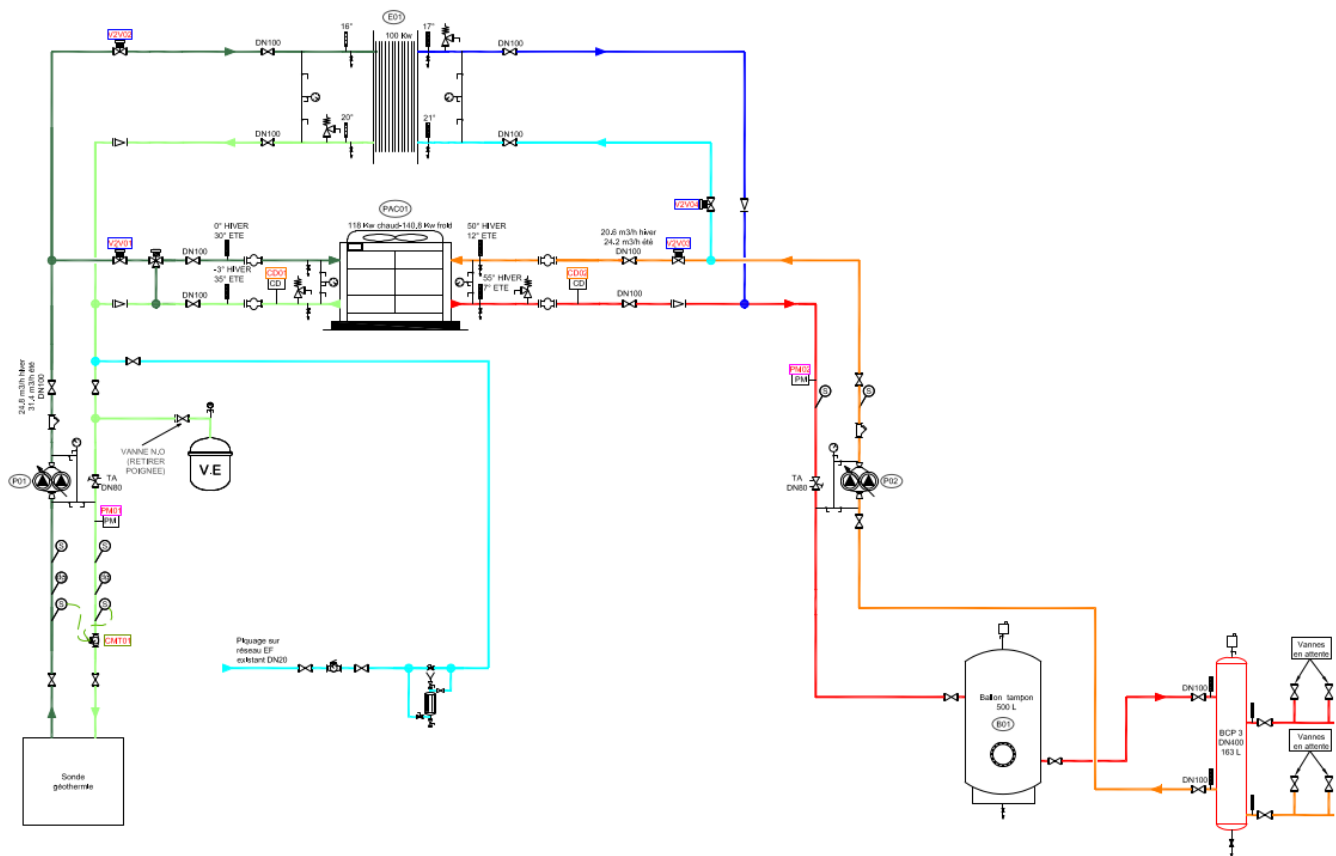 E01
V2V02
16°
17°
100 Kw
DN100
DN100
20°
21°
DN100
DN100
V2V04
PAC01
118 Kw chaud-140,8 Kw froid
0° HIVER
30° ETE
50° HIVER
12° ETE
20.6 m3/h hiver
24.2 m3/h été
DN100
V2V01
V2V03
DN100
-3° HIVER
35° ETE
CD01
CD
55° HIVER
7° ETE
CD02
CD
DN100
DN100
24,8 m3/h hiver
31,4 m3/h été
DN100
PM02
PM
S
S
VANNE N.O
(RETIRER
POIGNEE)
V.E
P01
TA
DN80
TA
DN80
P02
PM01
PM
S
S
S
S
CMT01
Piquage sur
réseau EF
existant DN20
Ballon tampon
500 L
B01
DN100
BCP 3
DN400
163 L
DN100
Vannes
en attente
Vannes
en attente
Sonde
géothermie